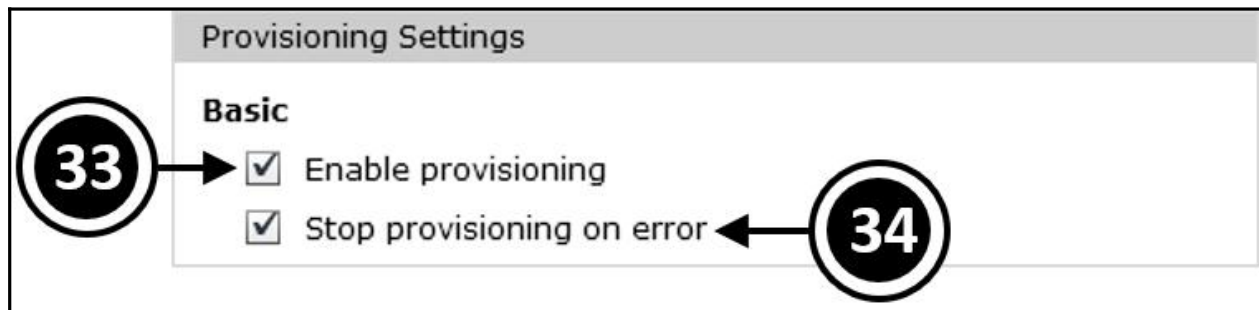 Provisioning Settings
Basic
33 Enable provisioning
Stop provisioning on error 34